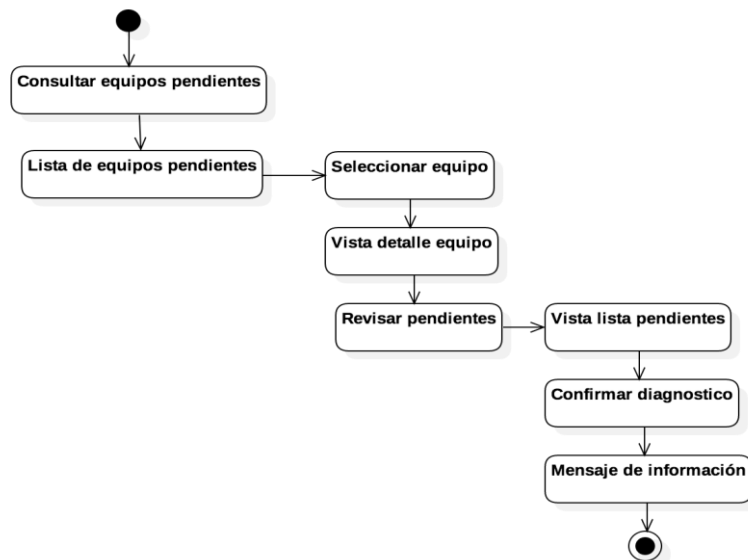 Consultar equipos pendientes
Lista de equipos pendientes
Seleccionar equipo
Vista detalle equipo
Revisar pendientes
Vista lista pendientes
Confirmar diagnostico
Mensaje de información